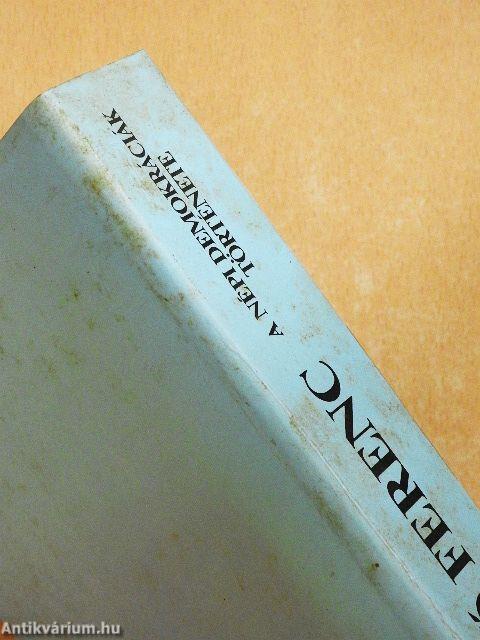 Ő FERENC
A NÉPI DEMOKRÁCIÁK
TÖRTÉNETE
Antikvárium.hu